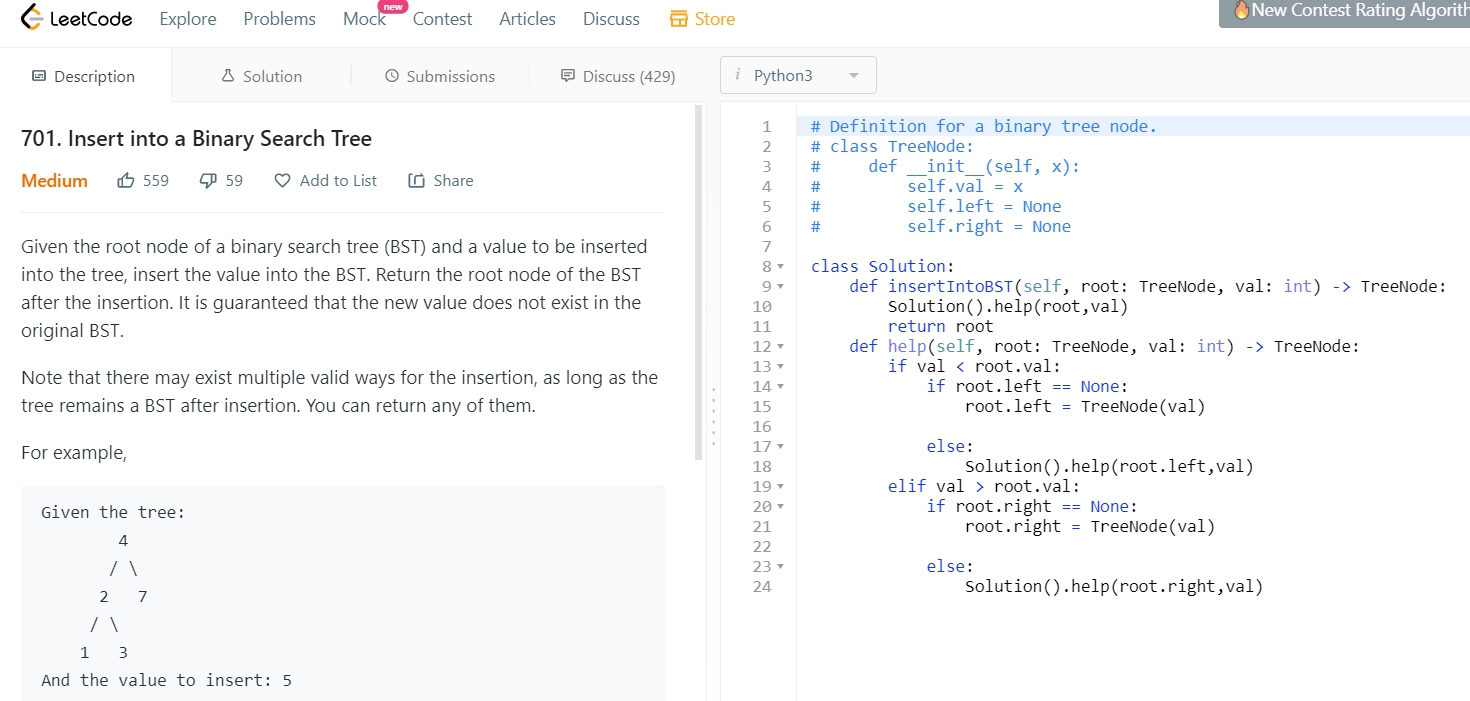 LeetCode Explore Problems Mock new Contest Articles Discuss Store
New Contest Rating Algorith
Description Solution Submissions Discuss (429)
i Python3
701. Insert into a Binary Search Tree
Medium 559 59 Add to List Share
Given the root node of a binary search tree (BST) and a value to be inserted
into the tree, insert the value into the BST. Return the root node of the BST
after the insertion. It is guaranteed that the new value does not exist in the
original BST.
Note that there may exist multiple valid ways for the insertion, as long as the
tree remains a BST after insertion. You can return any of them.
For example,
Given the tree:
        4
       / \
      2   7
     / \
    1   3
And the value to insert: 5
1 # Definition for a binary tree node.
2 # class TreeNode:
3 #     def __init__(self, x):
4 #         self.val = x
5 #         self.left = None
6 #         self.right = None
7
8 class Solution:
9     def insertIntoBST(self, root: TreeNode, val: int) -> TreeNode:
10         Solution().help(root,val)
11         return root
12     def help(self, root: TreeNode, val: int) -> TreeNode:
13         if val < root.val:
14             if root.left == None:
15                 root.left = TreeNode(val)
16
17             else:
18                 Solution().help(root.left,val)
19         elif val > root.val:
20             if root.right == None:
21                 root.right = TreeNode(val)
22
23             else:
24                 Solution().help(root.right,val)